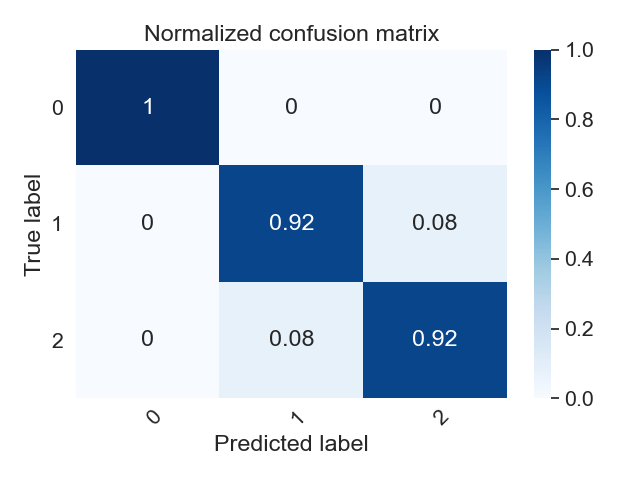 Normalized confusion matrix
0 1 0 0
1 0 0.92 0.08
2 0 0.08 0.92
0 1 2
True label
Predicted label
1.0
0.8
0.6
0.4
0.2
0.0